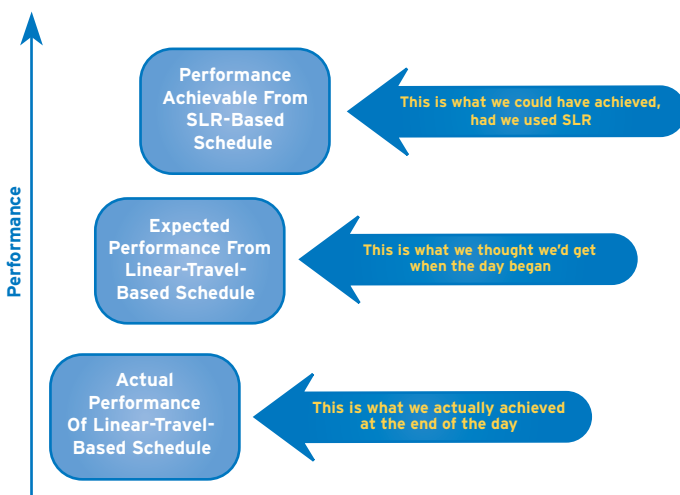 Performance
Performance
Achievable From
SLR-Based
Schedule
This is what we could have achieved,
had we used SLR
Expected
Performance From
Linear-Travel-
Based Schedule
This is what we thought we'd get
when the day began
Actual
Performance
Of Linear-Travel-
Based Schedule
This is what we actually achieved
at the end of the day